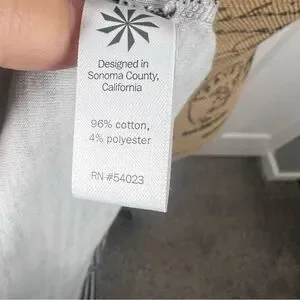 Designed in
Sonoma County,
California
96% cotton,
4% polyester
RN #54023